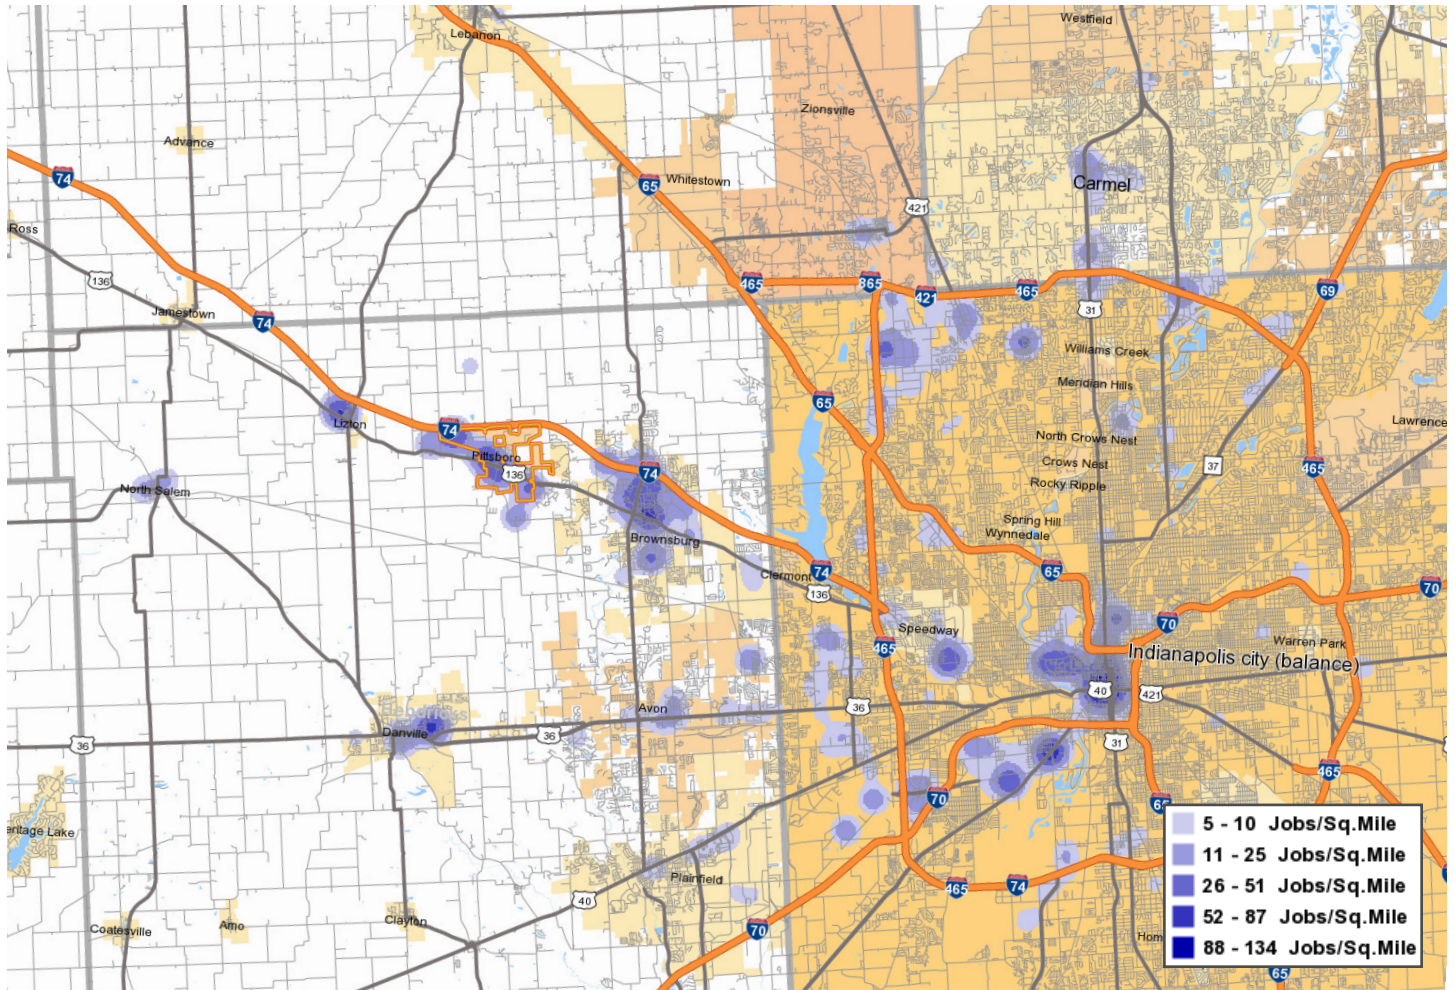 Westfield
Lebanon
Zionsville
Advance
74
65
Whitestown
Carmel
421
Ross
136
465
865
421
465
69
Jamestown
74
31
Williams Creek
Meridian Hills
65
Lizton
74
Lawrence
North Crows Nest
Pittsboro
136
74
Crows Nest
37
465
Rocky Ripple
North Salem
Spring Hill
Wynnedale
Brownsburg
Clermont
74
65
70
136
70
Speedway
465
Warren Park
Indianapolis city (balance)
40
421
Avon
36
Danville
36
36
31
465
70
65
eritage Lake
5 - 10 Jobs/Sq.Mile
11 - 25 Jobs/Sq.Mile
26 - 51 Jobs/Sq.Mile
52 - 87 Jobs/Sq.Mile
88 - 134 Jobs/Sq.Mile
Plainfield
465
74
40
Clayton
Amo
Coatesville
70
Hom
65